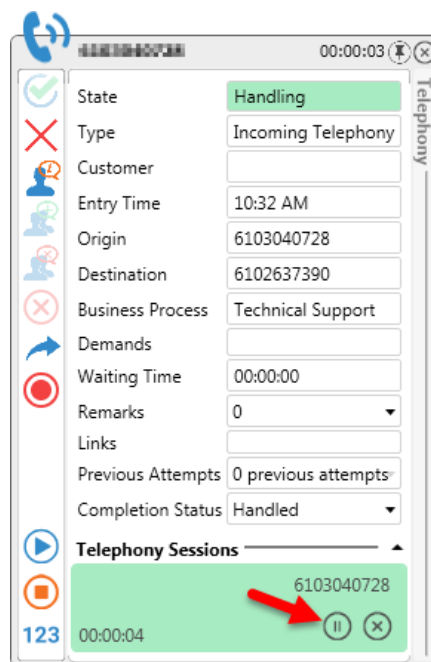 00:00:03
Telephony
State Handling
Type Incoming Telephony
Customer
Entry Time 10:32 AM
Origin 6103040728
Destination 6102637390
Business Process Technical Support
Demands
Waiting Time 00:00:00
Remarks 0
Links
Previous Attempts 0 previous attempts
Completion Status Handled
Telephony Sessions
6103040728
123 00:00:04